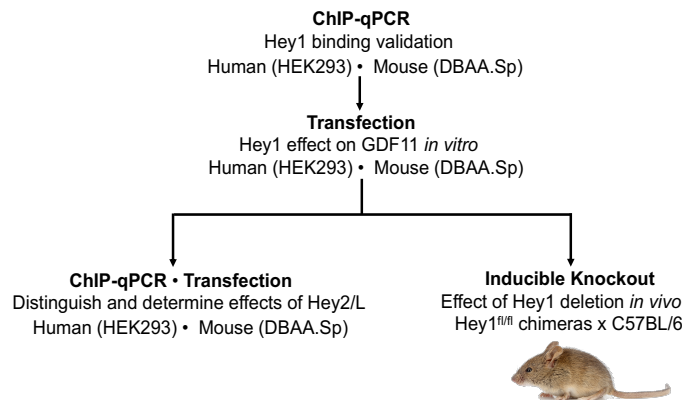 ChIP-qPCR
Hey1 binding validation
Human (HEK293) • Mouse (DBAA.Sp)
Transfection
Hey1 effect on GDF11 in vitro
Human (HEK293) • Mouse (DBAA.Sp)
ChIP-qPCR • Transfection
Distinguish and determine effects of Hey2/L
Human (HEK293) • Mouse (DBAA.Sp)
Inducible Knockout
Effect of Hey1 deletion in vivo
Hey1fl/fl chimeras x C57BL/6